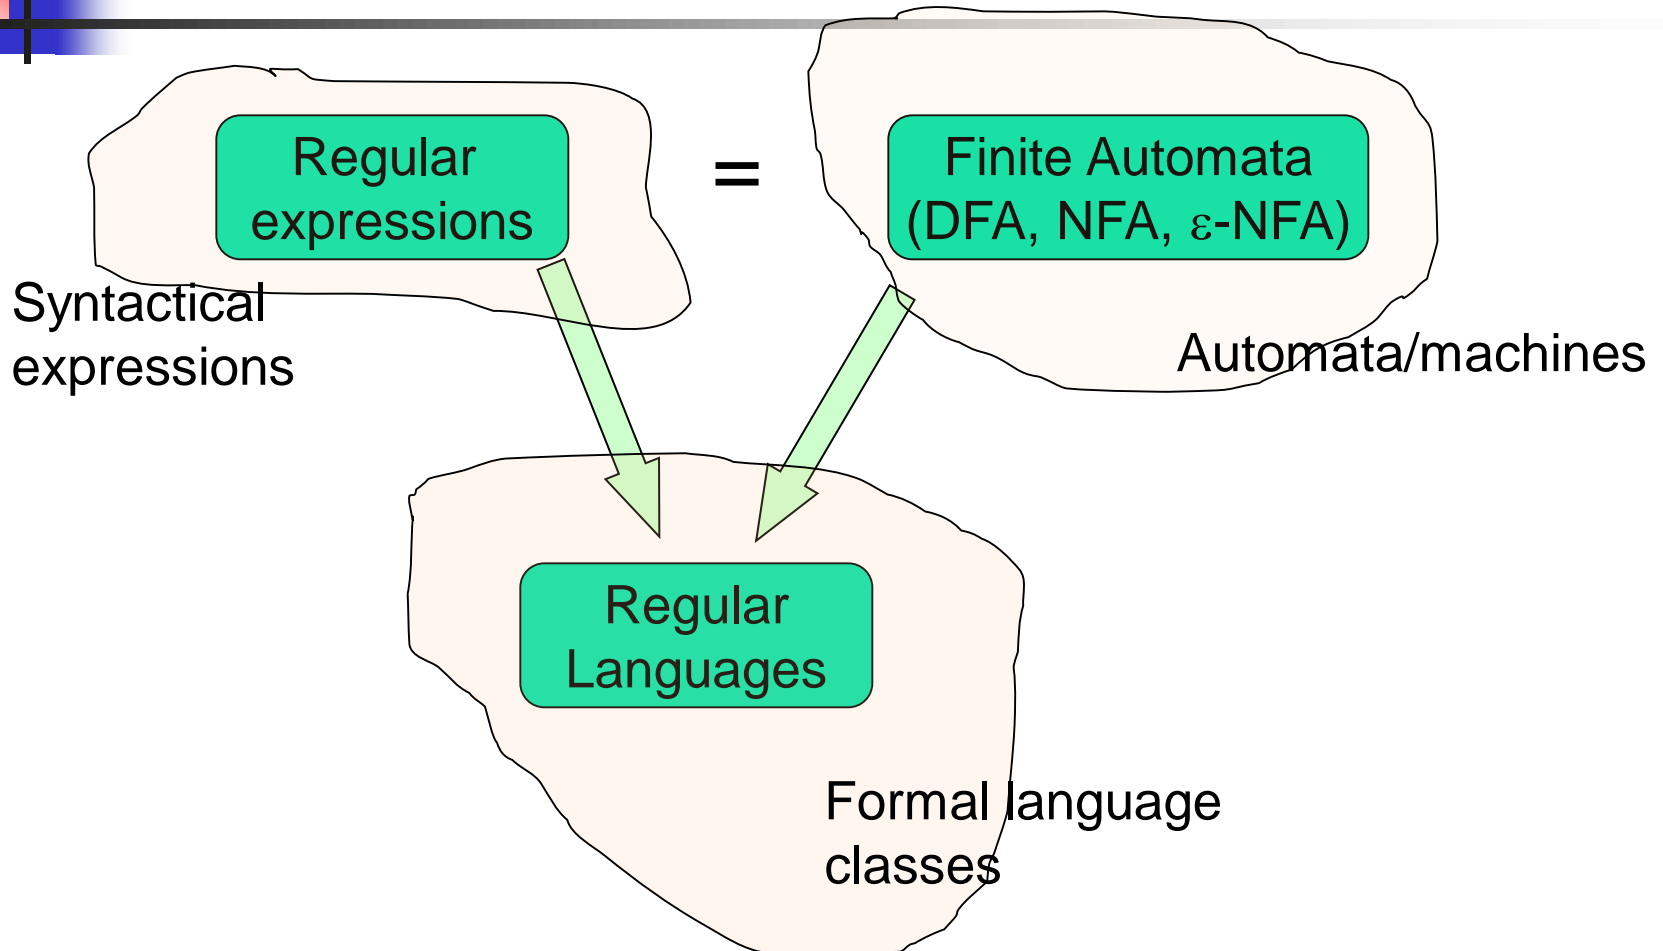 Regular
expressions
=
Finite Automata
(DFA, NFA, ε-NFA)
Syntactical
expressions
Automata/machines
Regular
Languages
Formal language
classes